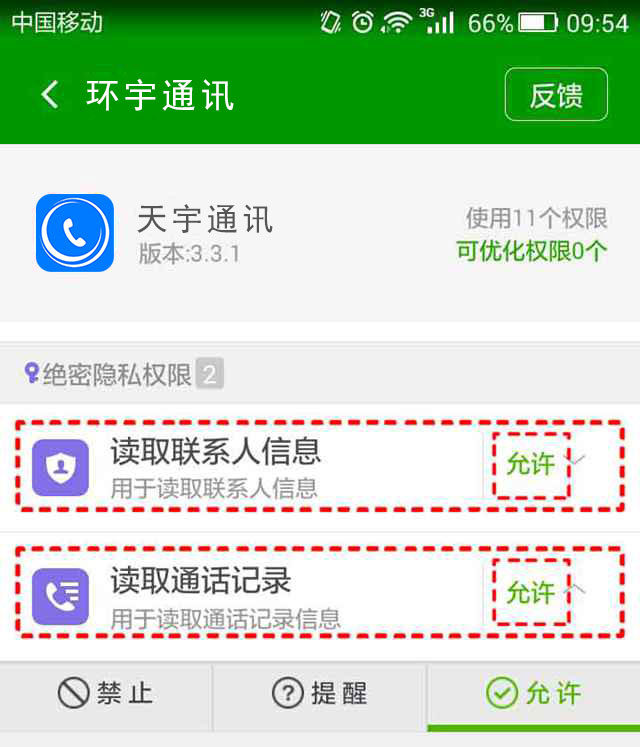 中国移动 3G 66% 09:54
环宇通讯 反馈
天宇通讯 使用11个权限
版本:3.3.1 可优化权限0个
绝密隐私权限 2
读取联系人信息 允许
用于读取联系人信息
读取通话记录 允许
用于读取通话记录信息
禁止 提醒 允许